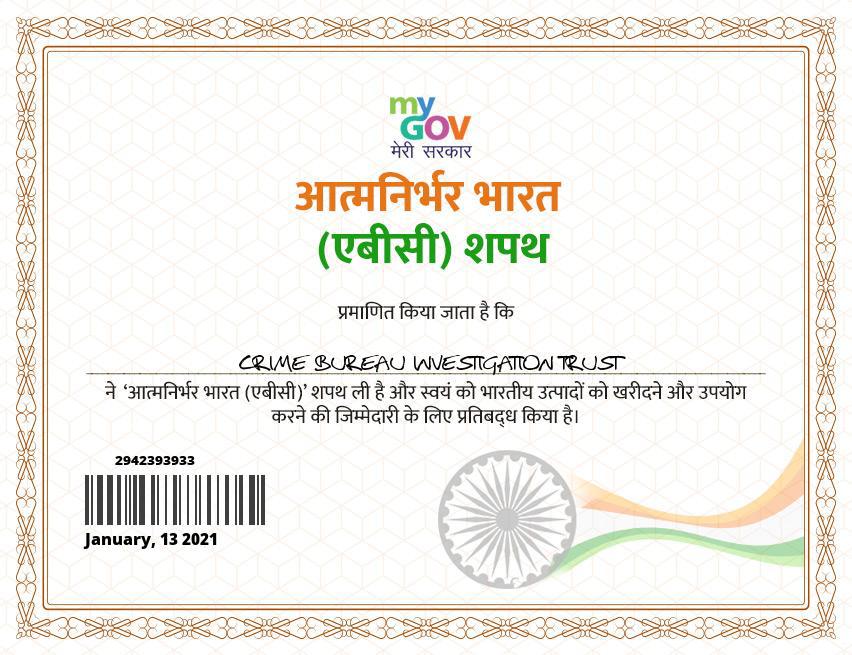 my
GOV
मेरी सरकार
आत्मनिर्भर भारत
(एबीसी) शपथ
प्रमाणित किया जाता है कि
CRIME BUREAU INVESTIGATION TRUST
ने ‘आत्मनिर्भर भारत (एबीसी)’ शपथ ली है और स्वयं को भारतीय उत्पादों को खरीदने और उपयोग
करने की जिम्मेदारी के लिए प्रतिबद्ध किया है।
2942393933
January, 13 2021